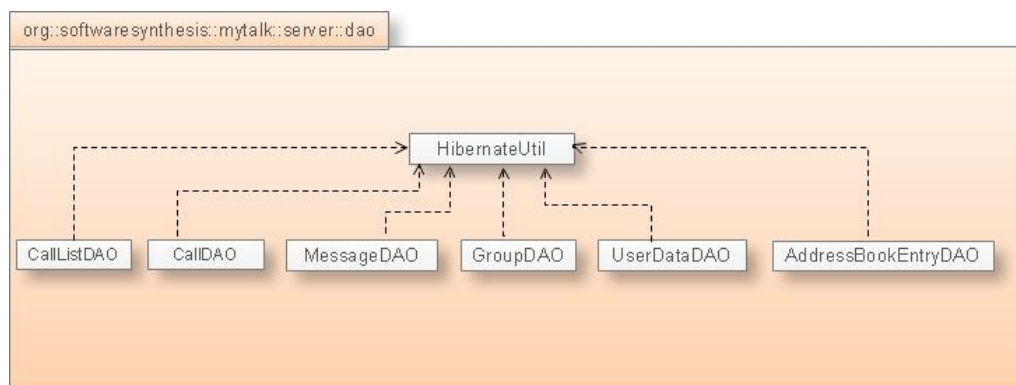 org::softwaresynthesis::mytalk::server::dao
HibernateUtil
CallListDAO
CallDAO
MessageDAO
GroupDAO
UserDataDAO
AddressBookEntryDAO